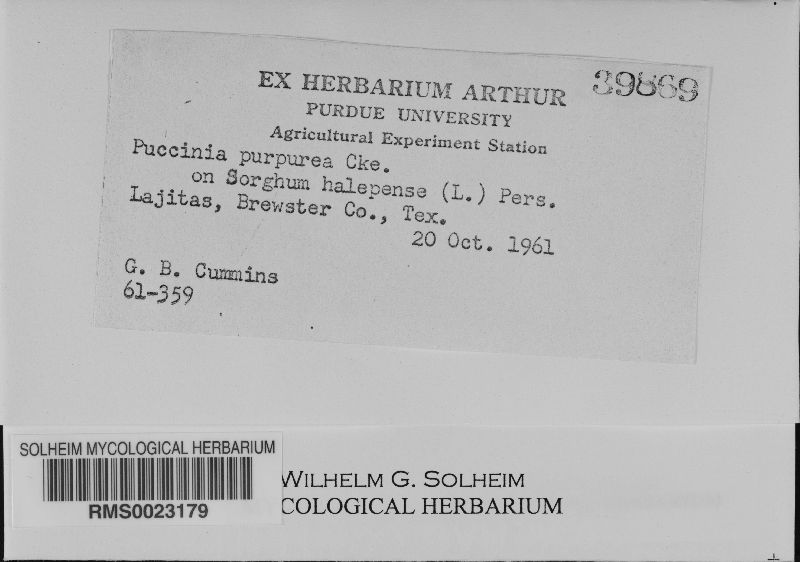 EX HERBARIUM ARTHUR 39869
PURDUE UNIVERSITY
Agricultural Experiment Station
Puccinia purpurea Cke.
on Sorghum halepense (L.) Pers.
Lajitas, Brewster Co., Tex.
20 Oct. 1961
G. B. Cummins
61-359
SOLHEIM MYCOLOGICAL HERBARIUM
RMS0023179
WILHELM G. SOLHEIM
COLOGICAL HERBARIUM